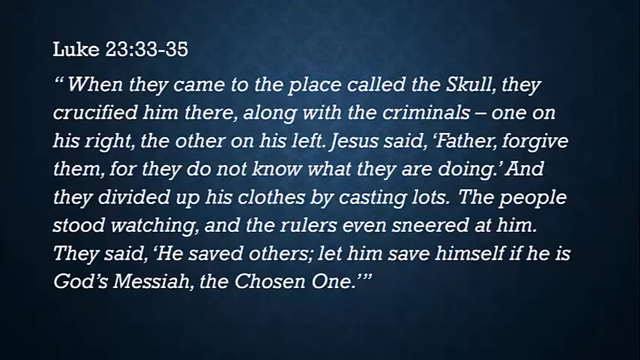 Luke 23:33-35
“ When they came to the place called the Skull, they
crucified him there, along with the criminals – one on
his right, the other on his left. Jesus said, ‘Father, forgive
them, for they do not know what they are doing.’ And
they divided up his clothes by casting lots. The people
stood watching, and the rulers even sneered at him.
They said, ‘He saved others; let him save himself if he is
God’s Messiah, the Chosen One.’”